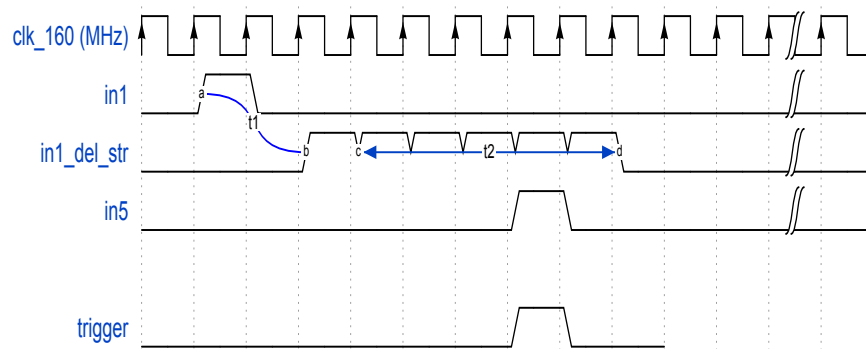 clk_160 (MHz)
in1
a
t1
in1_del_str
b
c
t2
d
in5
trigger